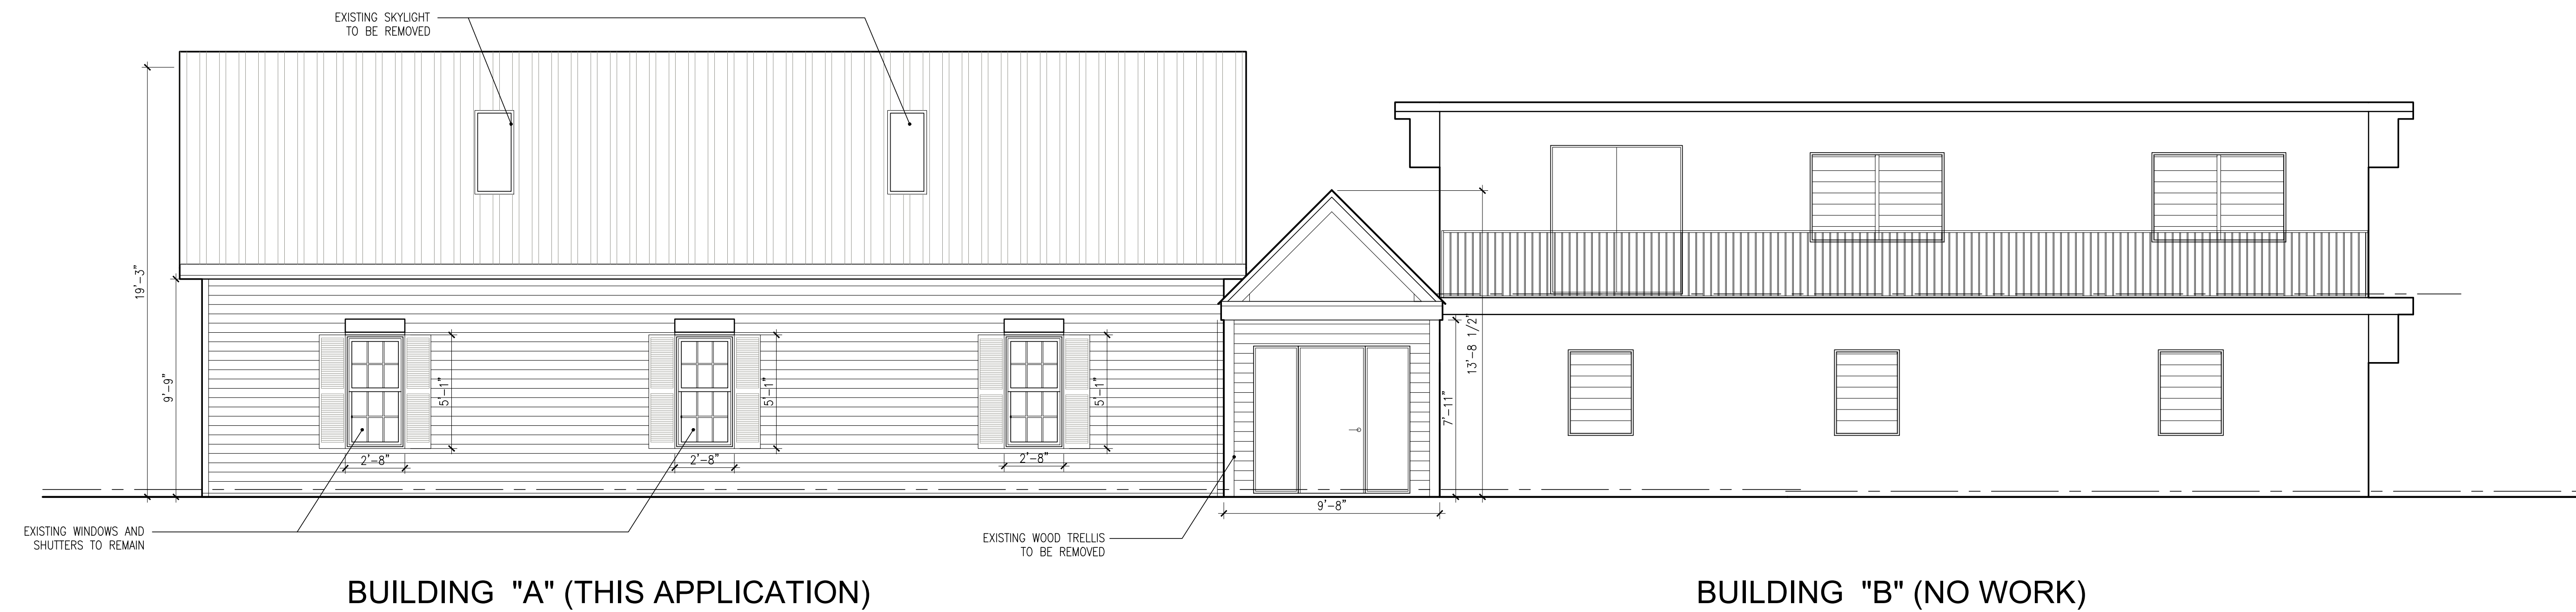 EXISTING SKYLIGHT
TO BE REMOVED
19'-3"
9'-9"
5'-1"
5'-1"
5'-1"
2'-8"
2'-8"
2'-8"
13'-8 1/2"
7'-11"
9'-8"
EXISTING WINDOWS AND
SHUTTERS TO REMAIN
EXISTING WOOD TRELLIS
TO BE REMOVED
BUILDING "A" (THIS APPLICATION)
BUILDING "B" (NO WORK)